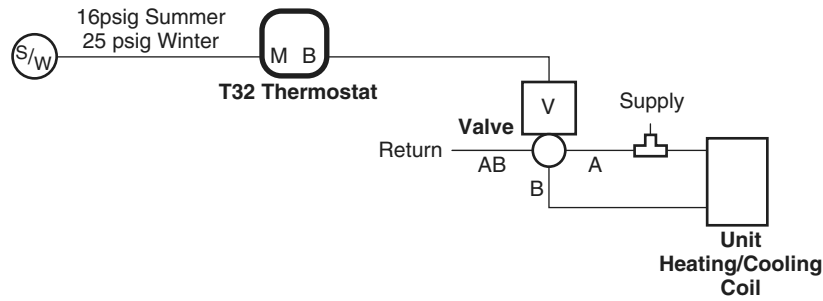 16psig Summer
25 psig Winter
S/W
M B
T32 Thermostat
V
Supply
Valve
Return
AB
A
B
Unit
Heating/Cooling
Coil